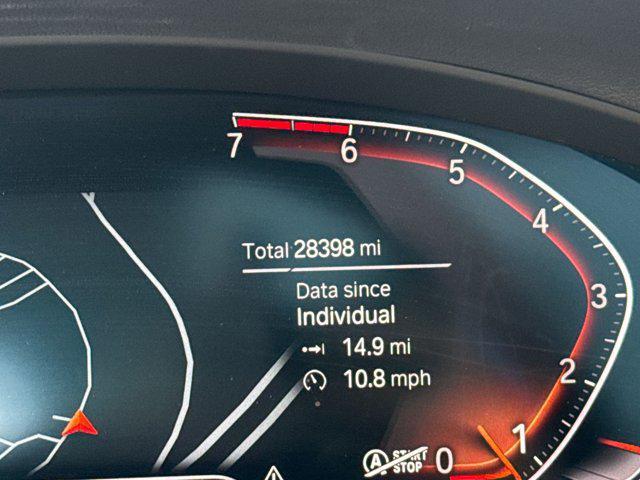 7
6
5
4
Total 28398 mi
Data since
3
Individual
14.9 mi
2
10.8 mph
1
A START STOP 0